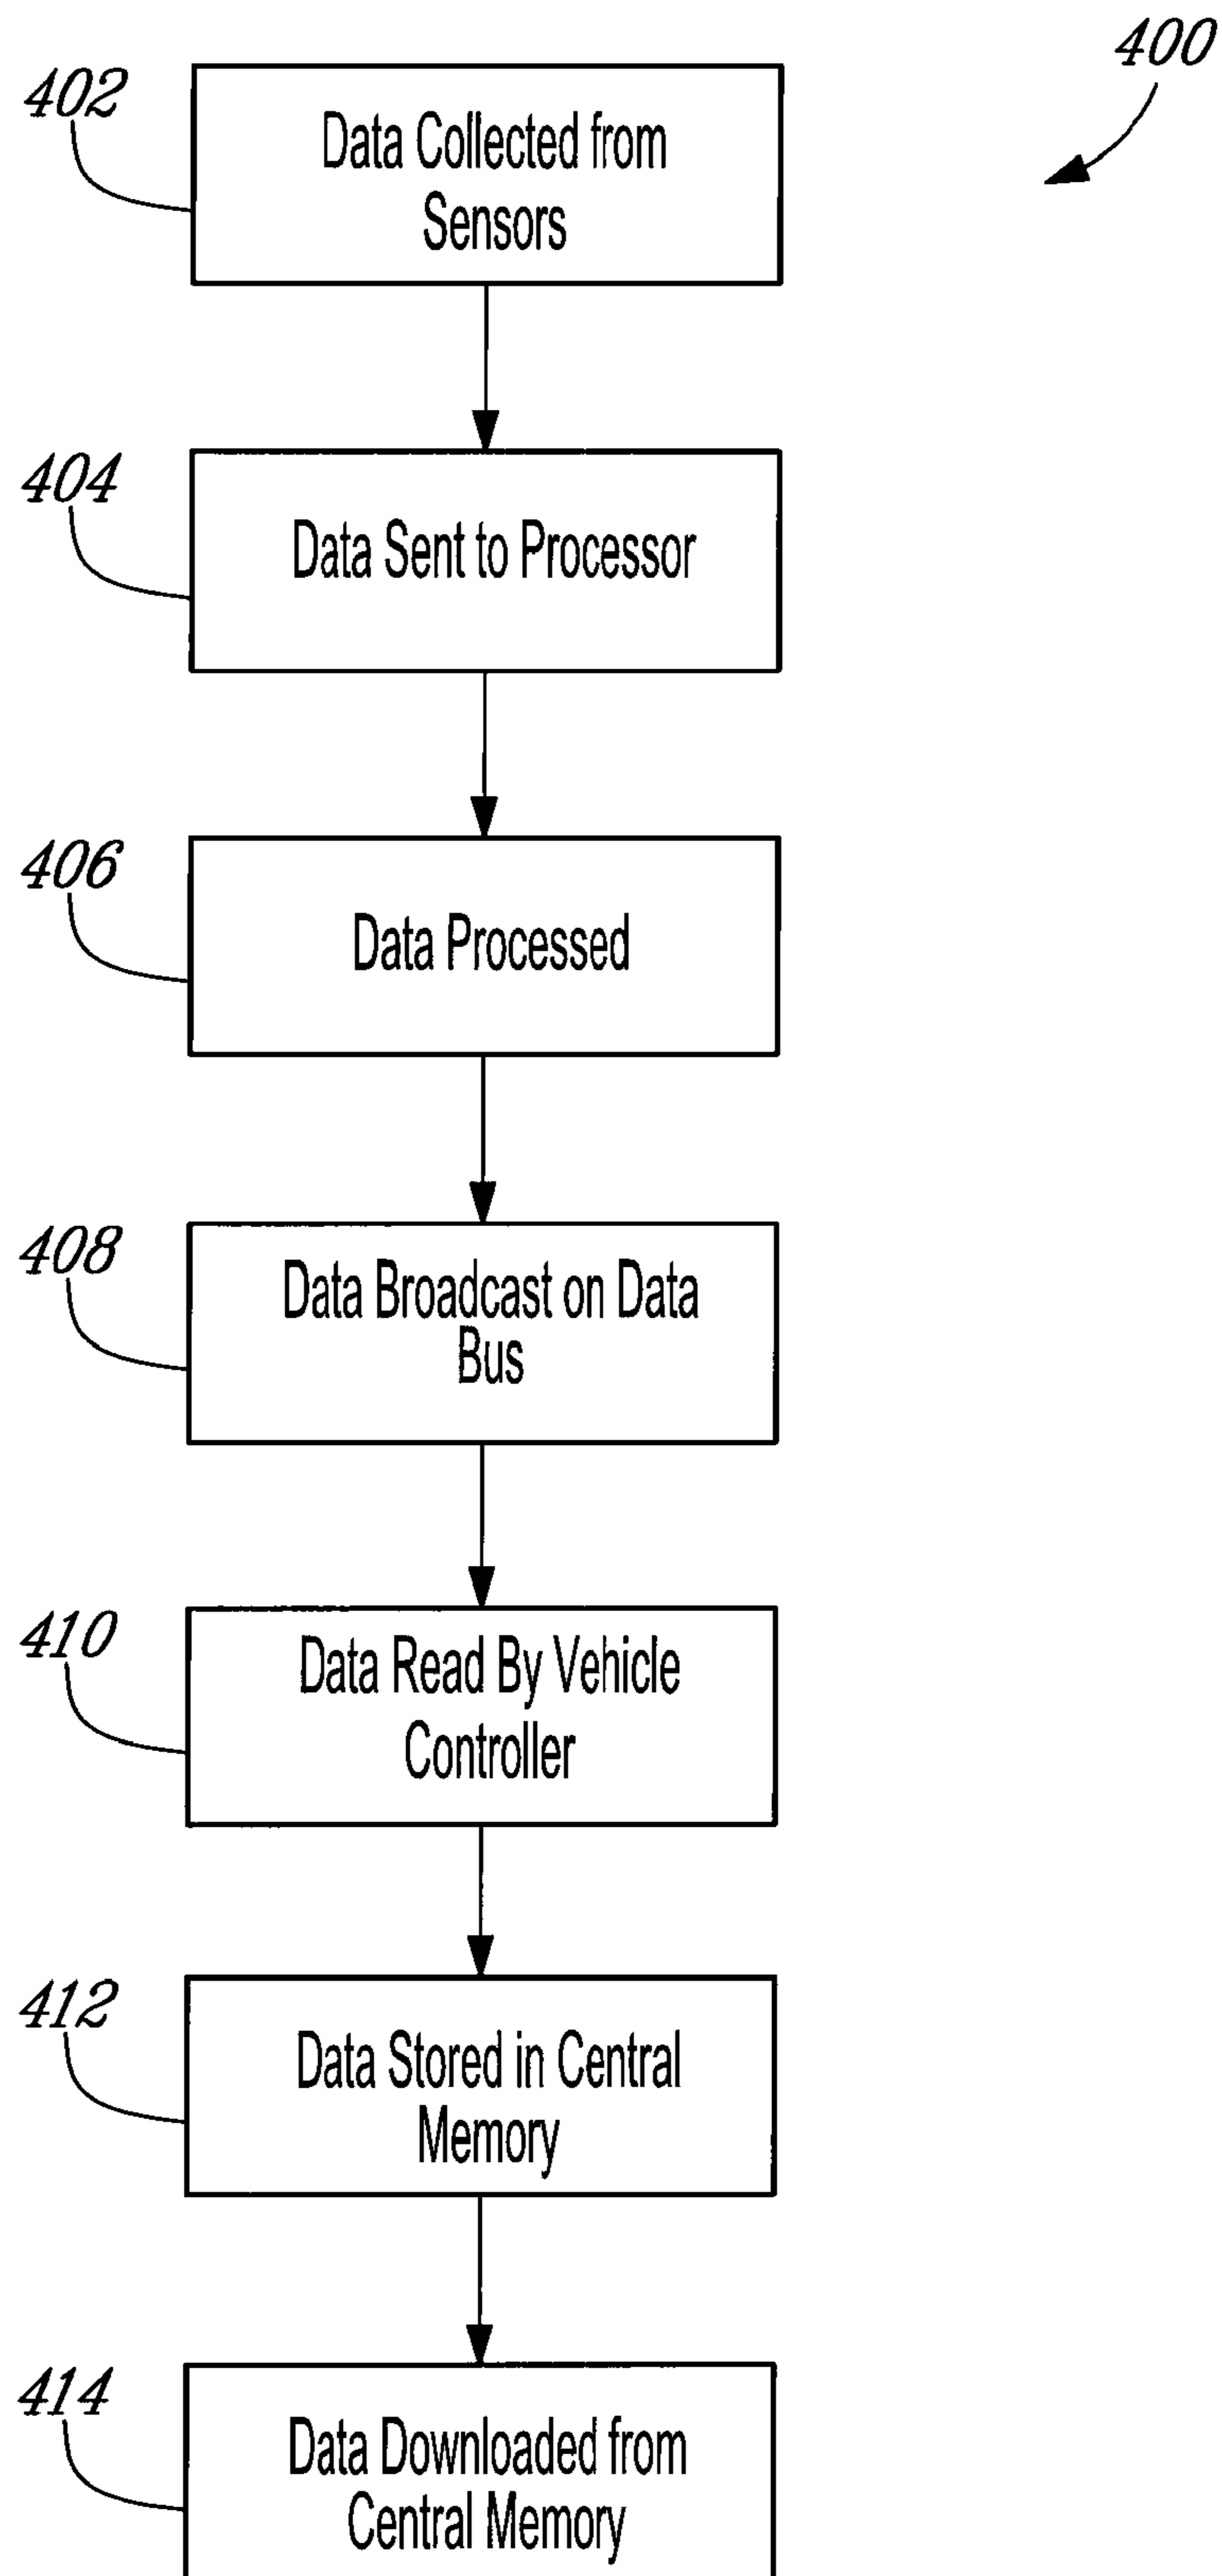 400
402
Data Collected from
Sensors
404
Data Sent to Processor
406
Data Processed
408
Data Broadcast on Data
Bus
410
Data Read By Vehicle
Controller
412
Data Stored in Central
Memory
414
Data Downloaded from
Central Memory